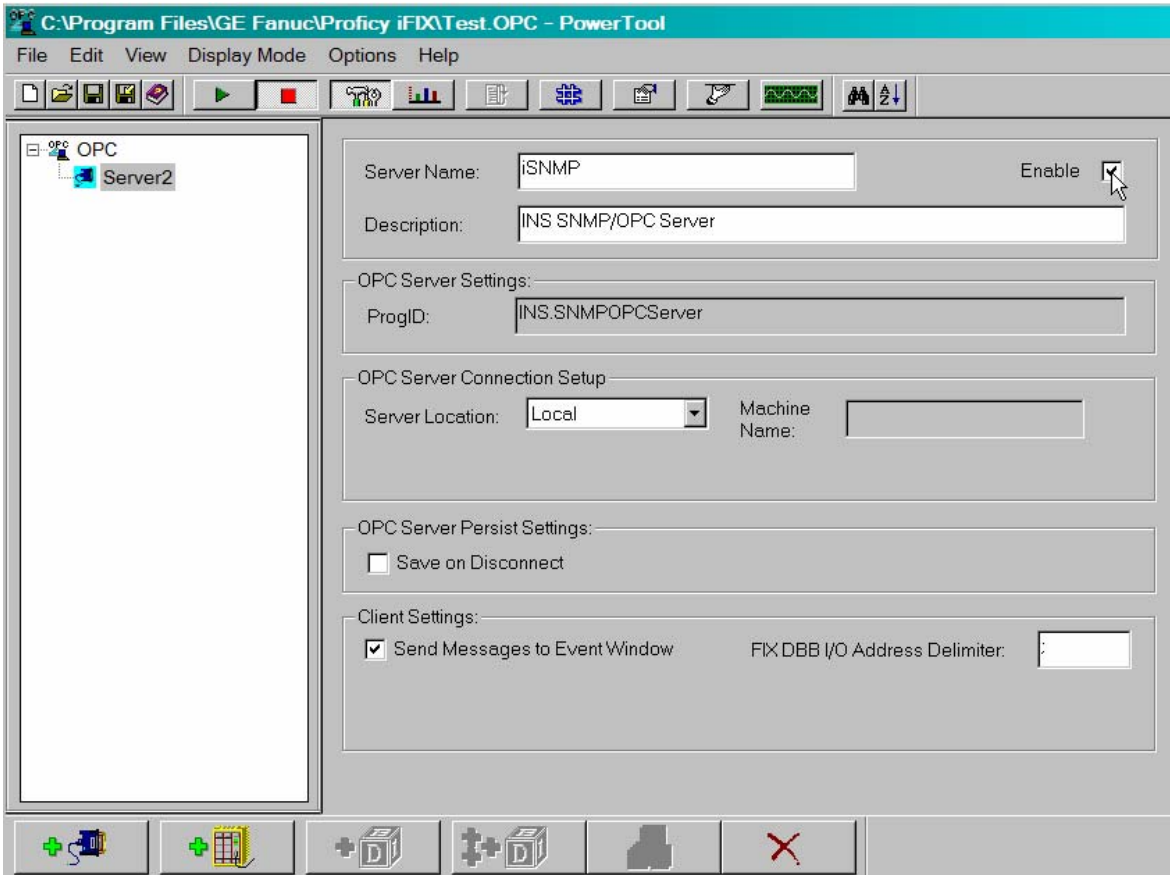 C:\Program Files\GE Fanuc\Proficy iFIX\Test.OPC - PowerTool
File Edit View Display Mode Options Help
OPC
Server2
Server Name: iSNMP Enable
Description: INS SNMP/OPC Server
OPC Server Settings:
ProgID: INS.SNMPOPCServer
OPC Server Connection Setup
Server Location: Local Machine Name:
OPC Server Persist Settings:
Save on Disconnect
Client Settings:
Send Messages to Event Window FIX DBB I/O Address Delimiter: ;